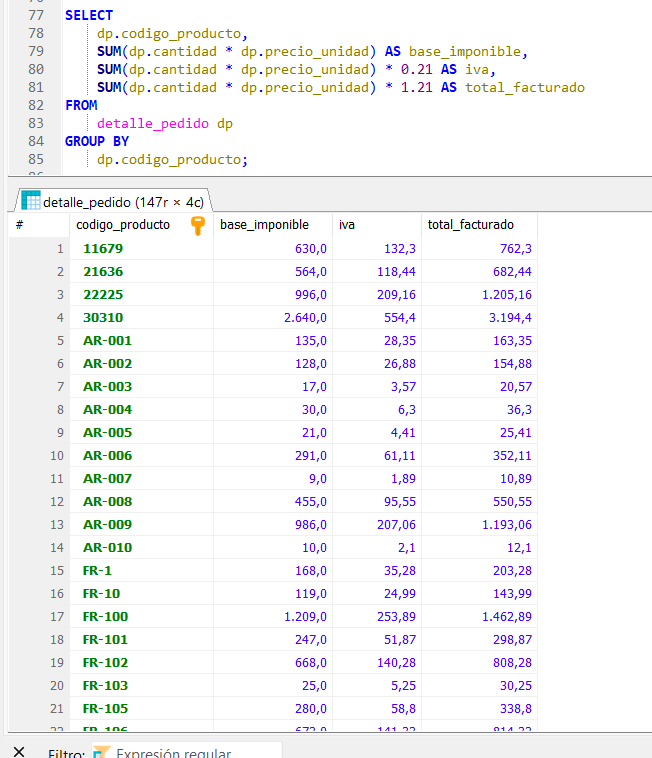 77 SELECT
78 dp.codigo_producto,
79 SUM(dp.cantidad * dp.precio_unidad) AS base_imponible,
80 SUM(dp.cantidad * dp.precio_unidad) * 0.21 AS iva,
81 SUM(dp.cantidad * dp.precio_unidad) * 1.21 AS total_facturado
82 FROM
83 detalle_pedido dp
84 GROUP BY
85 dp.codigo_producto;
detalle_pedido (147r × 4c)
# codigo_producto base_imponible iva total_facturado
1 11679 630,0 132,3 762,3
2 21636 564,0 118,44 682,44
3 22225 996,0 209,16 1.205,16
4 30310 2.640,0 554,4 3.194,4
5 AR-001 135,0 28,35 163,35
6 AR-002 128,0 26,88 154,88
7 AR-003 17,0 3,57 20,57
8 AR-004 30,0 6,3 36,3
9 AR-005 21,0 4,41 25,41
10 AR-006 291,0 61,11 352,11
11 AR-007 9,0 1,89 10,89
12 AR-008 455,0 95,55 550,55
13 AR-009 986,0 207,06 1.193,06
14 AR-010 10,0 2,1 12,1
15 FR-1 168,0 35,28 203,28
16 FR-10 119,0 24,99 143,99
17 FR-100 1.209,0 253,89 1.462,89
18 FR-101 247,0 51,87 298,87
19 FR-102 668,0 140,28 808,28
20 FR-103 25,0 5,25 30,25
21 FR-105 280,0 58,8 338,8
Filtro: Expresión regular